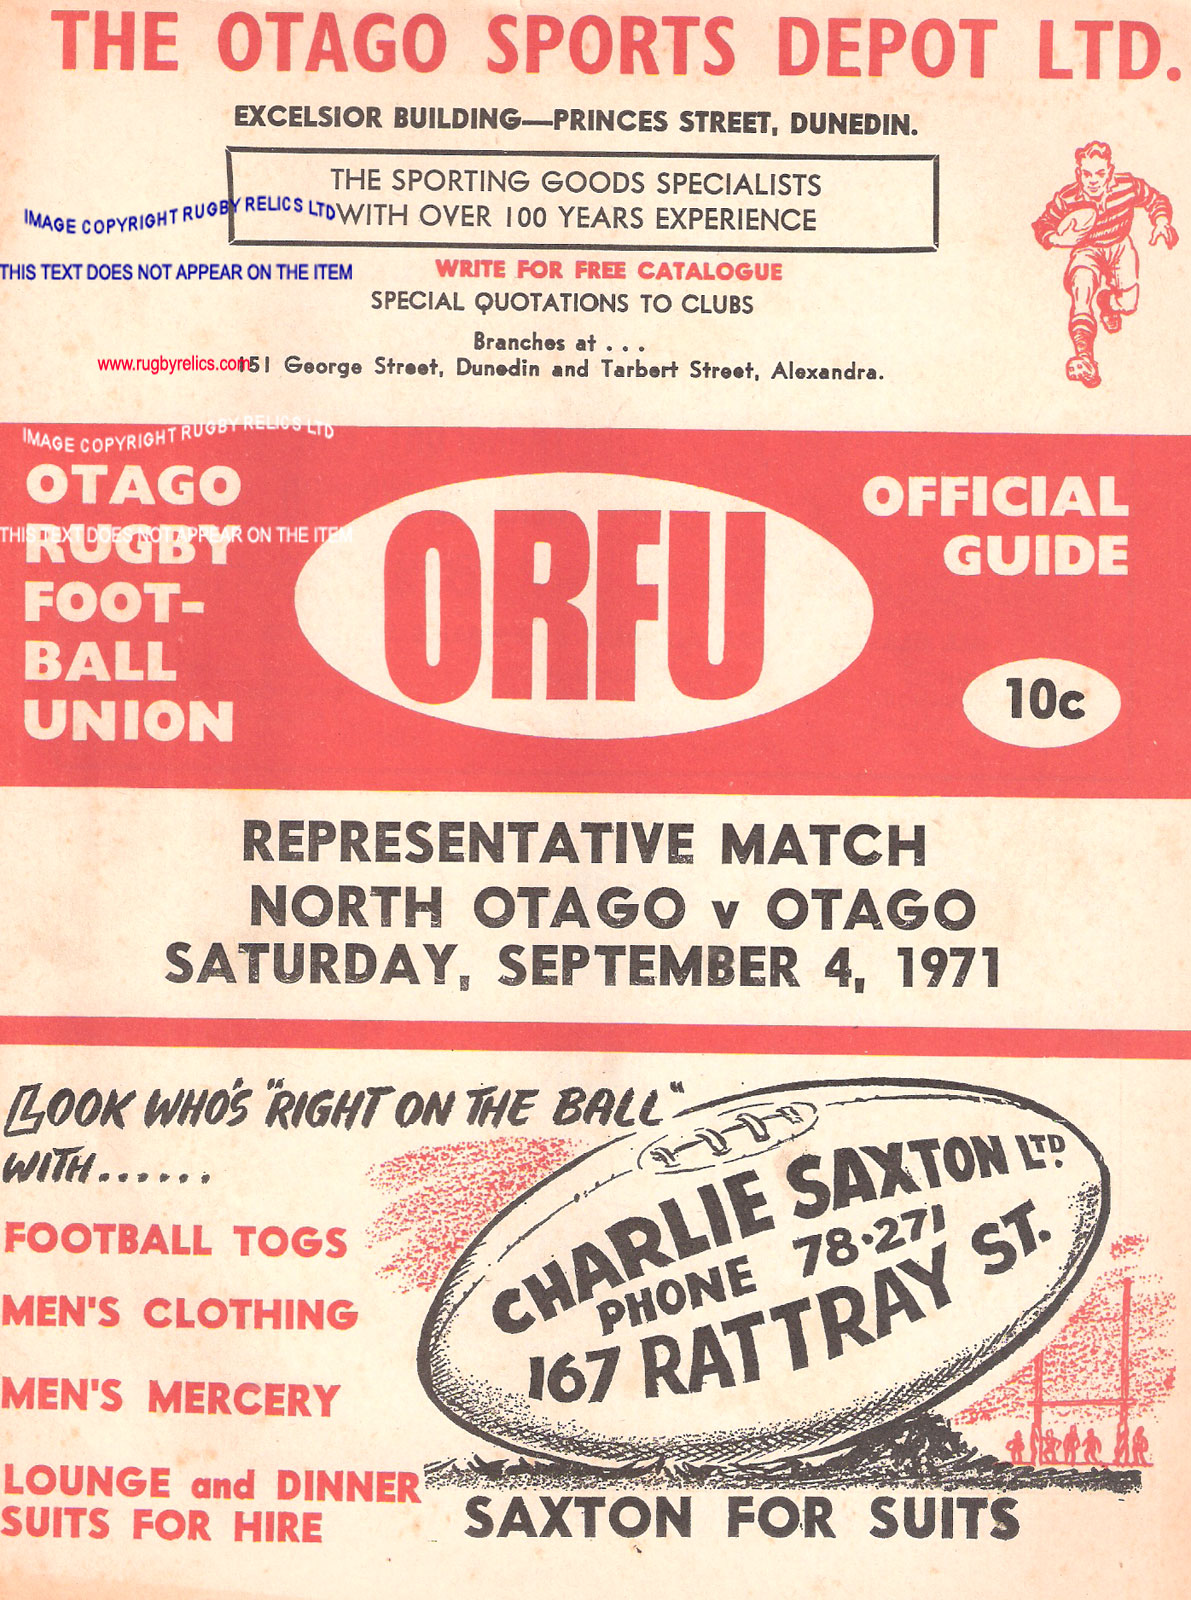 THE OTAGO SPORTS DEPOT LTD.
EXCELSIOR BUILDING—PRINCES STREET, DUNEDIN.
THE SPORTING GOODS SPECIALISTS
WITH OVER 100 YEARS EXPERIENCE
IMAGE COPYRIGHT RUGBY RELICS LTD
THIS TEXT DOES NOT APPEAR ON THE ITEM
WRITE FOR FREE CATALOGUE
SPECIAL QUOTATIONS TO CLUBS
Branches at . . .
www.rugbyrelics.com
151 George Street, Dunedin and Tarbert Street, Alexandra.
IMAGE COPYRIGHT RUGBY RELICS LTD
THIS TEXT DOES NOT APPEAR ON THE ITEM
OTAGO
RUGBY
FOOT-
BALL
UNION
ORFU
OFFICIAL
GUIDE
10c
REPRESENTATIVE MATCH
NORTH OTAGO v OTAGO
SATURDAY, SEPTEMBER 4, 1971
LOOK WHO'S "RIGHT ON THE BALL"
WITH......
FOOTBALL TOGS
MEN'S CLOTHING
MEN'S MERCERY
LOUNGE and DINNER
SUITS FOR HIRE
CHARLIE SAXTON LTD.
PHONE 78·271
167 RATTRAY ST.
SAXTON FOR SUITS